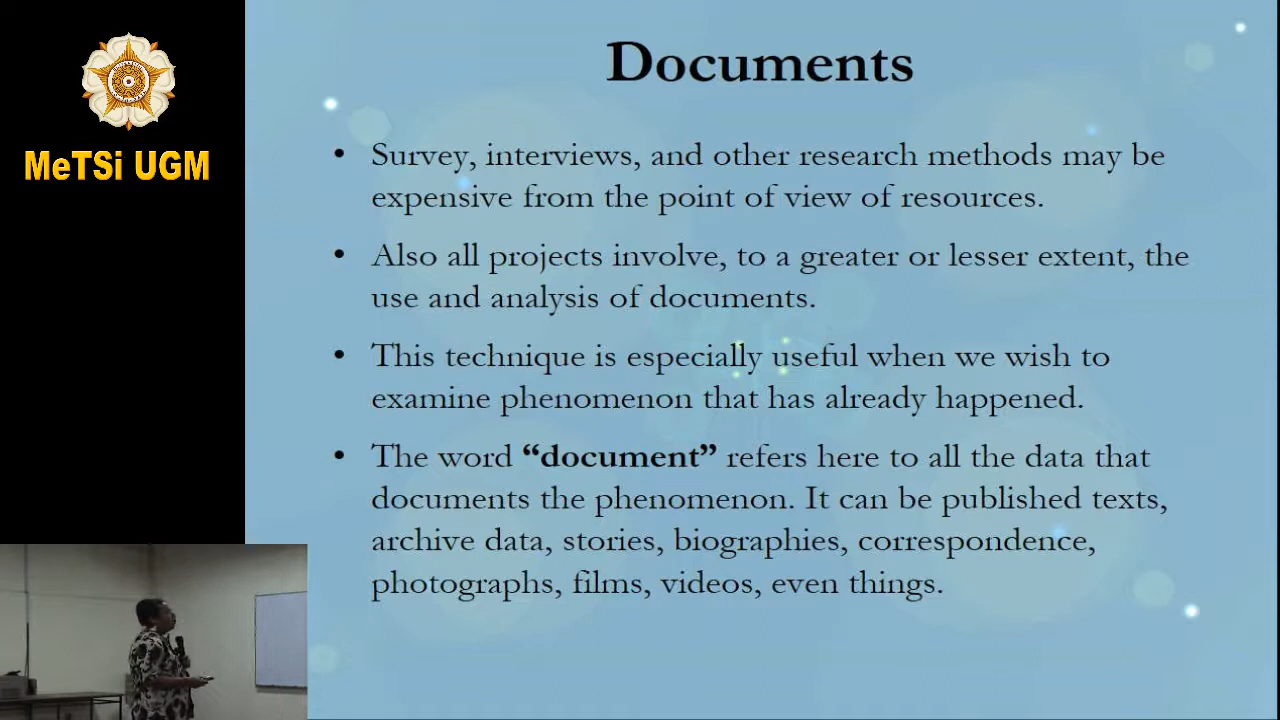 Documents
MeTSi UGM
• Survey, interviews, and other research methods may be
expensive from the point of view of resources.
• Also all projects involve, to a greater or lesser extent, the
use and analysis of documents.
• This technique is especially useful when we wish to
examine phenomenon that has already happened.
• The word “document” refers here to all the data that
documents the phenomenon. It can be published texts,
archive data, stories, biographies, correspondence,
photographs, films, videos, even things.